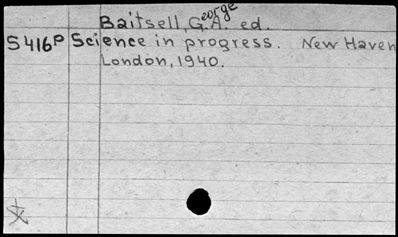 Baitsell, George A. ed.
S416p Science in progress. New Haven
London, 1940.